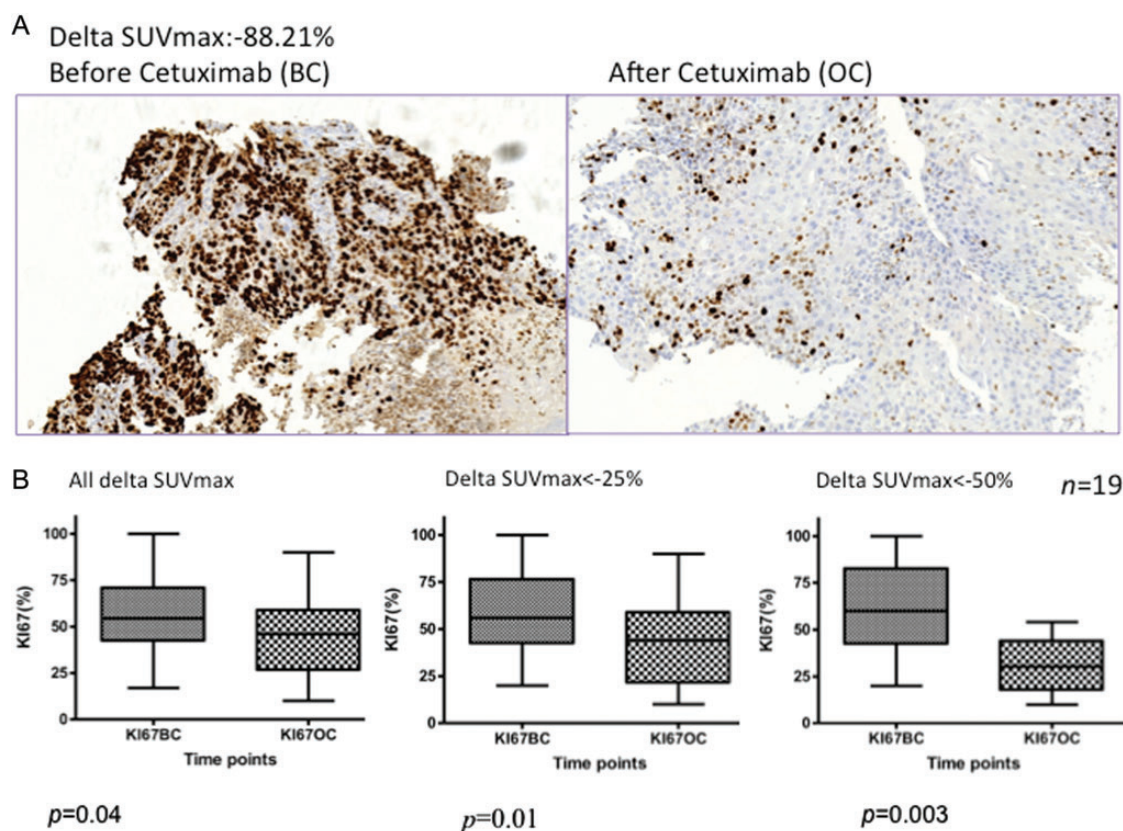 A
Delta SUVmax:-88.21%
Before Cetuximab (BC)
After Cetuximab (OC)
B
All delta SUVmax
Delta SUVmax<-25%
Delta SUVmax<-50%
n=19
KI67(%)
100
75
50
25
0
KI67BC
KI67OC
Time points
p=0.04
KI67(%)
100
75
50
25
0
KI67BC
KI67OC
Time points
p=0.01
KI67(%)
100
75
50
25
0
KI67BC
KI67OC
Time points
p=0.003